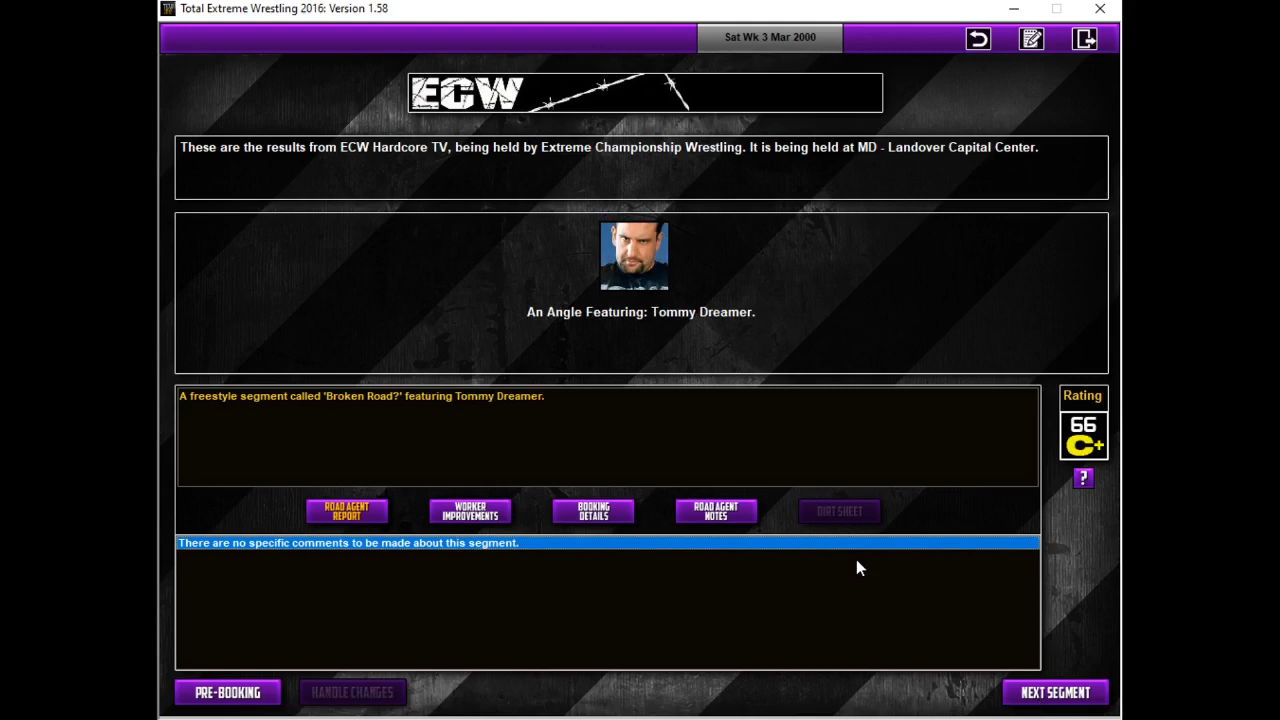 Total Extreme Wrestling 2016: Version 1.58
Sat Wk 3 Mar 2000
ECW
These are the results from ECW Hardcore TV, being held by Extreme Championship Wrestling. It is being held at MD - Landover Capital Center.
An Angle Featuring: Tommy Dreamer.
A freestyle segment called 'Broken Road?' featuring Tommy Dreamer.
Rating
66
C+
?
ROAD AGENT
REPORT
WORKER
IMPROVEMENTS
BOOKING
DETAILS
ROAD AGENT
NOTES
DIRT SHEET
There are no specific comments to be made about this segment.
PRE-BOOKING
HANDLE CHANGES
NEXT SEGMENT